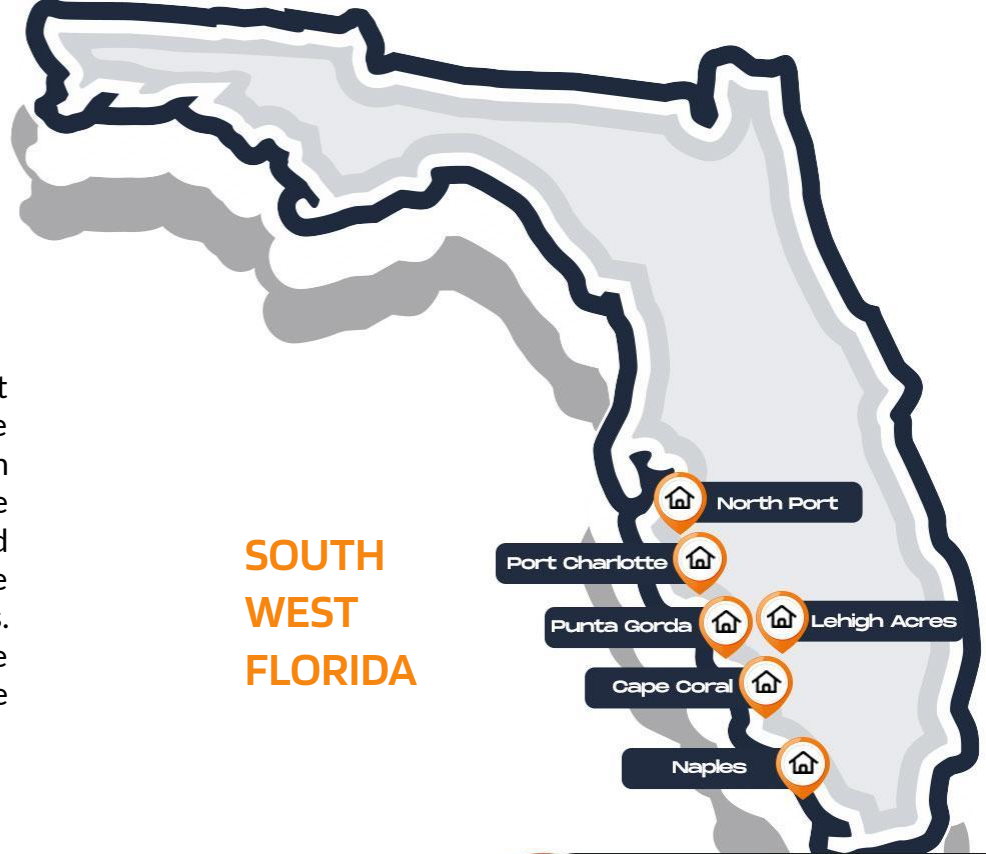 t
e
n
e
d
e
s.
e
e
SOUTH
WEST
FLORIDA
North Port
Port Charlotte
Punta Gorda
Lehigh Acres
Cape Coral
Naples